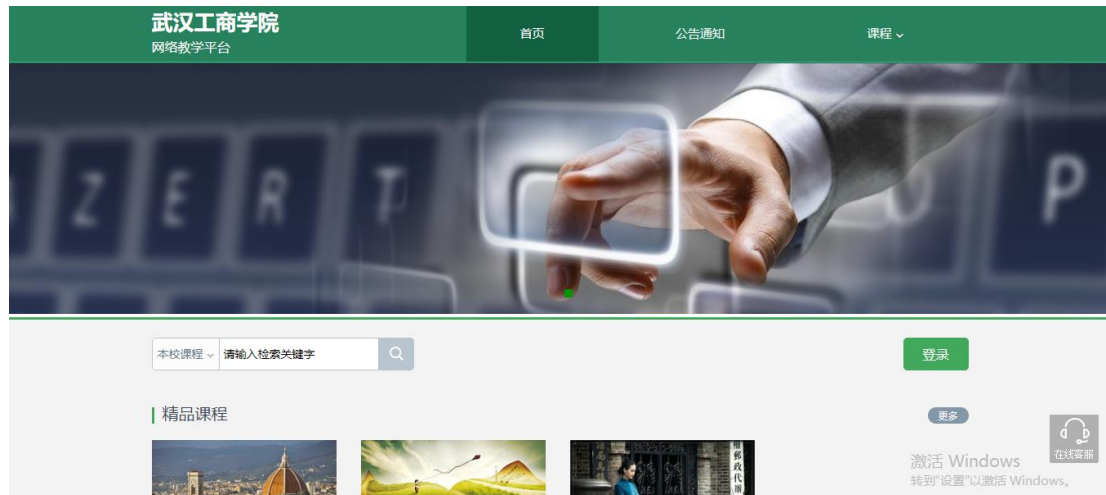 武汉工商学院
网络教学平台
首页
公告通知
课程
Z E R T P
本校课程
请输入检索关键字
登录
精品课程
更多
在线客服
激活 Windows
转到"设置"以激活 Windows。